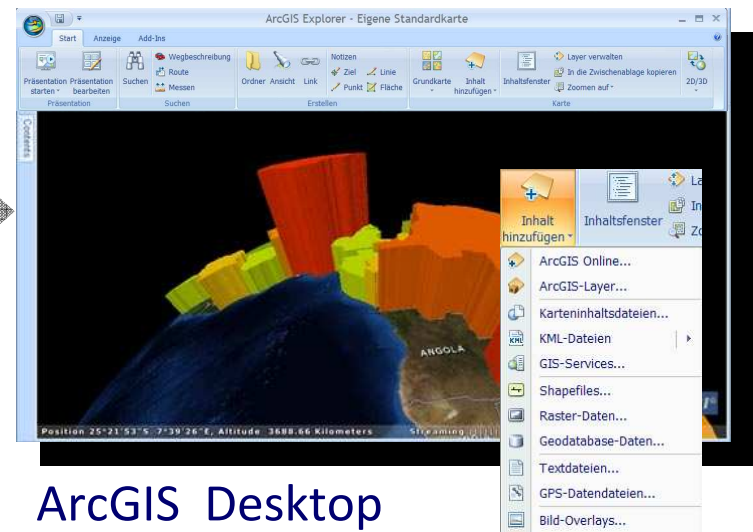 ArcGIS Explorer - Eigene Standardkarte
Start Anzeige Add-Ins
Präsentation starten
Präsentation bearbeiten
Präsentation
Suchen
Wegbeschreibung
Route
Messen
Suchen
Ordner Ansicht Link
Notizen
Ziel Linie
Punkt Fläche
Erstellen
Grundkarte
Inhalt hinzufügen
Inhaltsfenster
Layer verwalten
In die Zwischenablage kopieren
Zoomen auf
2D/3D
Karte
Contents
ANGOLA
Position 25°21'53"S 7°39'26"E, Altitude 3688.66 Kilometers Streaming
Inhalt
hinzufügen
Inhaltsfenster
La
In
Zo
ArcGIS Online...
ArcGIS-Layer...
Karteninhaltsdateien...
KML-Dateien
GIS-Services...
Shapefiles...
Raster-Daten...
Geodatabase-Daten...
Textdateien...
GPS-Datendateien...
Bild-Overlays...
ArcGIS Desktop